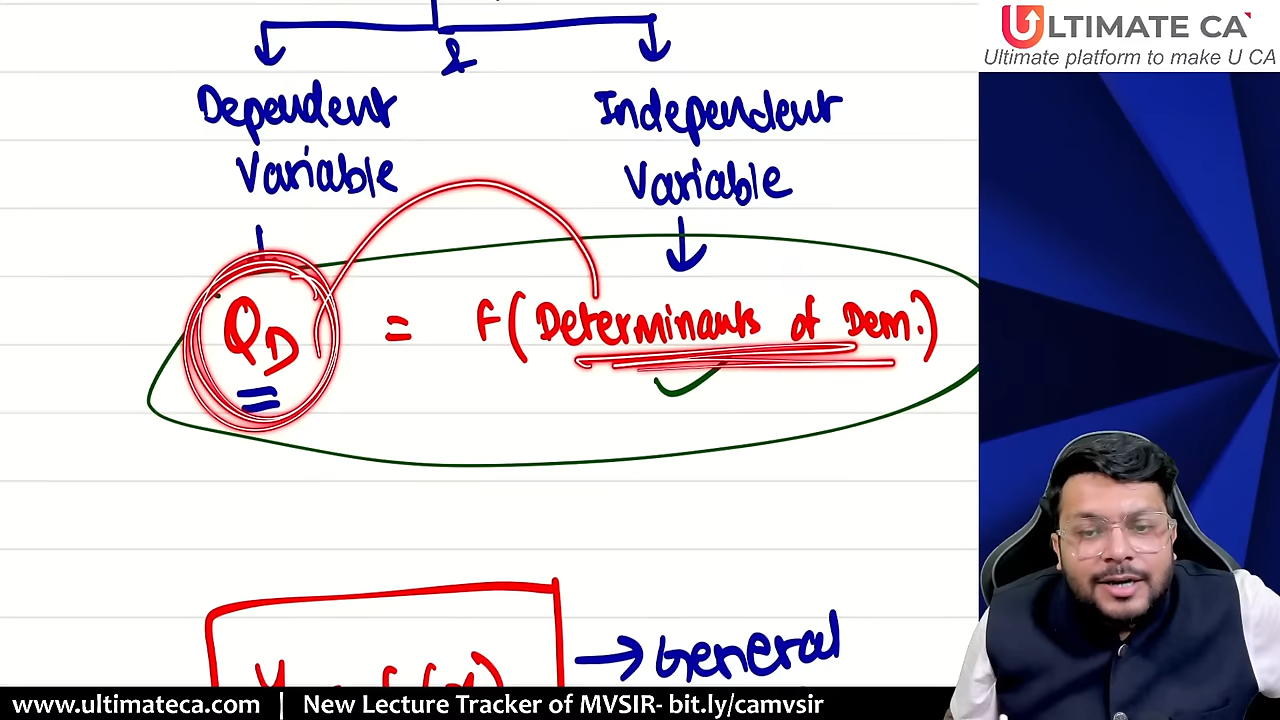 ULTIMATE CA
Ultimate platform to make U CA
&
Dependent Independent
Variable Variable
QD = f(Determinants of Dem.)
→ General
www.ultimateca.com | New Lecture Tracker of MVSIR- bit.ly/camvsir